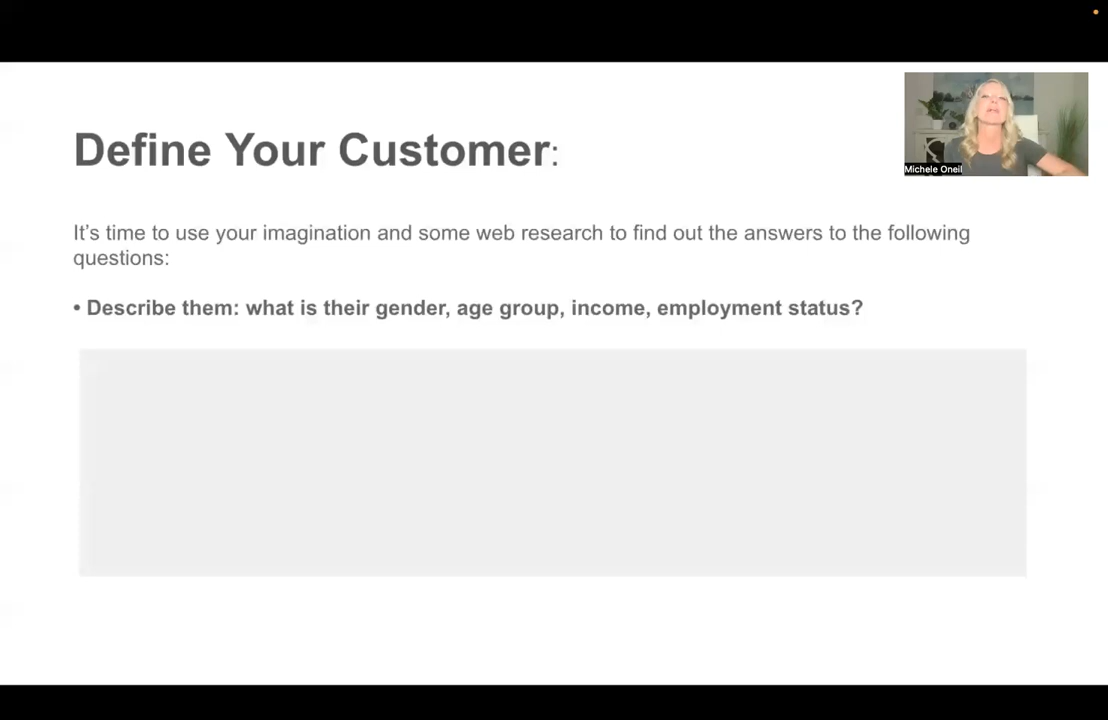 Define Your Customer:
Michele Oneil
It’s time to use your imagination and some web research to find out the answers to the following
questions:
• Describe them: what is their gender, age group, income, employment status?